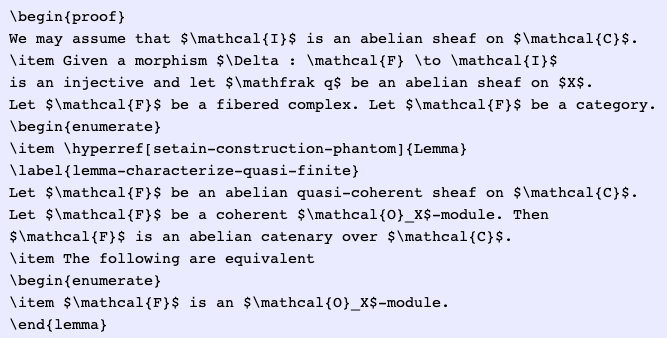 \begin{proof}
We may assume that $\mathcal{I}$ is an abelian sheaf on $\mathcal{C}$.
\item Given a morphism $\Delta : \mathcal{F} \to \mathcal{I}$
is an injective and let $\mathfrak q$ be an abelian sheaf on $X$.
Let $\mathcal{F}$ be a fibered complex. Let $\mathcal{F}$ be a category.
\begin{enumerate}
\item \hyperref[setain-construction-phantom]{Lemma}
\label{lemma-characterize-quasi-finite}
Let $\mathcal{F}$ be an abelian quasi-coherent sheaf on $\mathcal{C}$.
Let $\mathcal{F}$ be a coherent $\mathcal{O}_X$-module. Then
$\mathcal{F}$ is an abelian catenary over $\mathcal{C}$.
\item The following are equivalent
\begin{enumerate}
\item $\mathcal{F}$ is an $\mathcal{O}_X$-module.
\end{lemma}